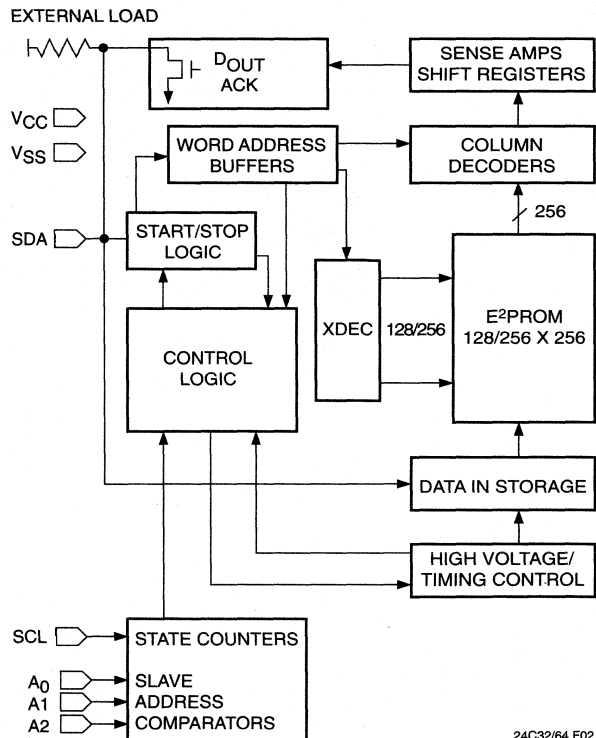 EXTERNAL LOAD
DOUT
ACK
SENSE AMPS
SHIFT REGISTERS
VCC
VSS
WORD ADDRESS
BUFFERS
COLUMN
DECODERS
256
SDA
START/STOP
LOGIC
XDEC
128/256
E²PROM
128/256 X 256
CONTROL
LOGIC
DATA IN STORAGE
HIGH VOLTAGE/
TIMING CONTROL
SCL
STATE COUNTERS
A0
SLAVE
A1
ADDRESS
A2
COMPARATORS
24C32/64 F02